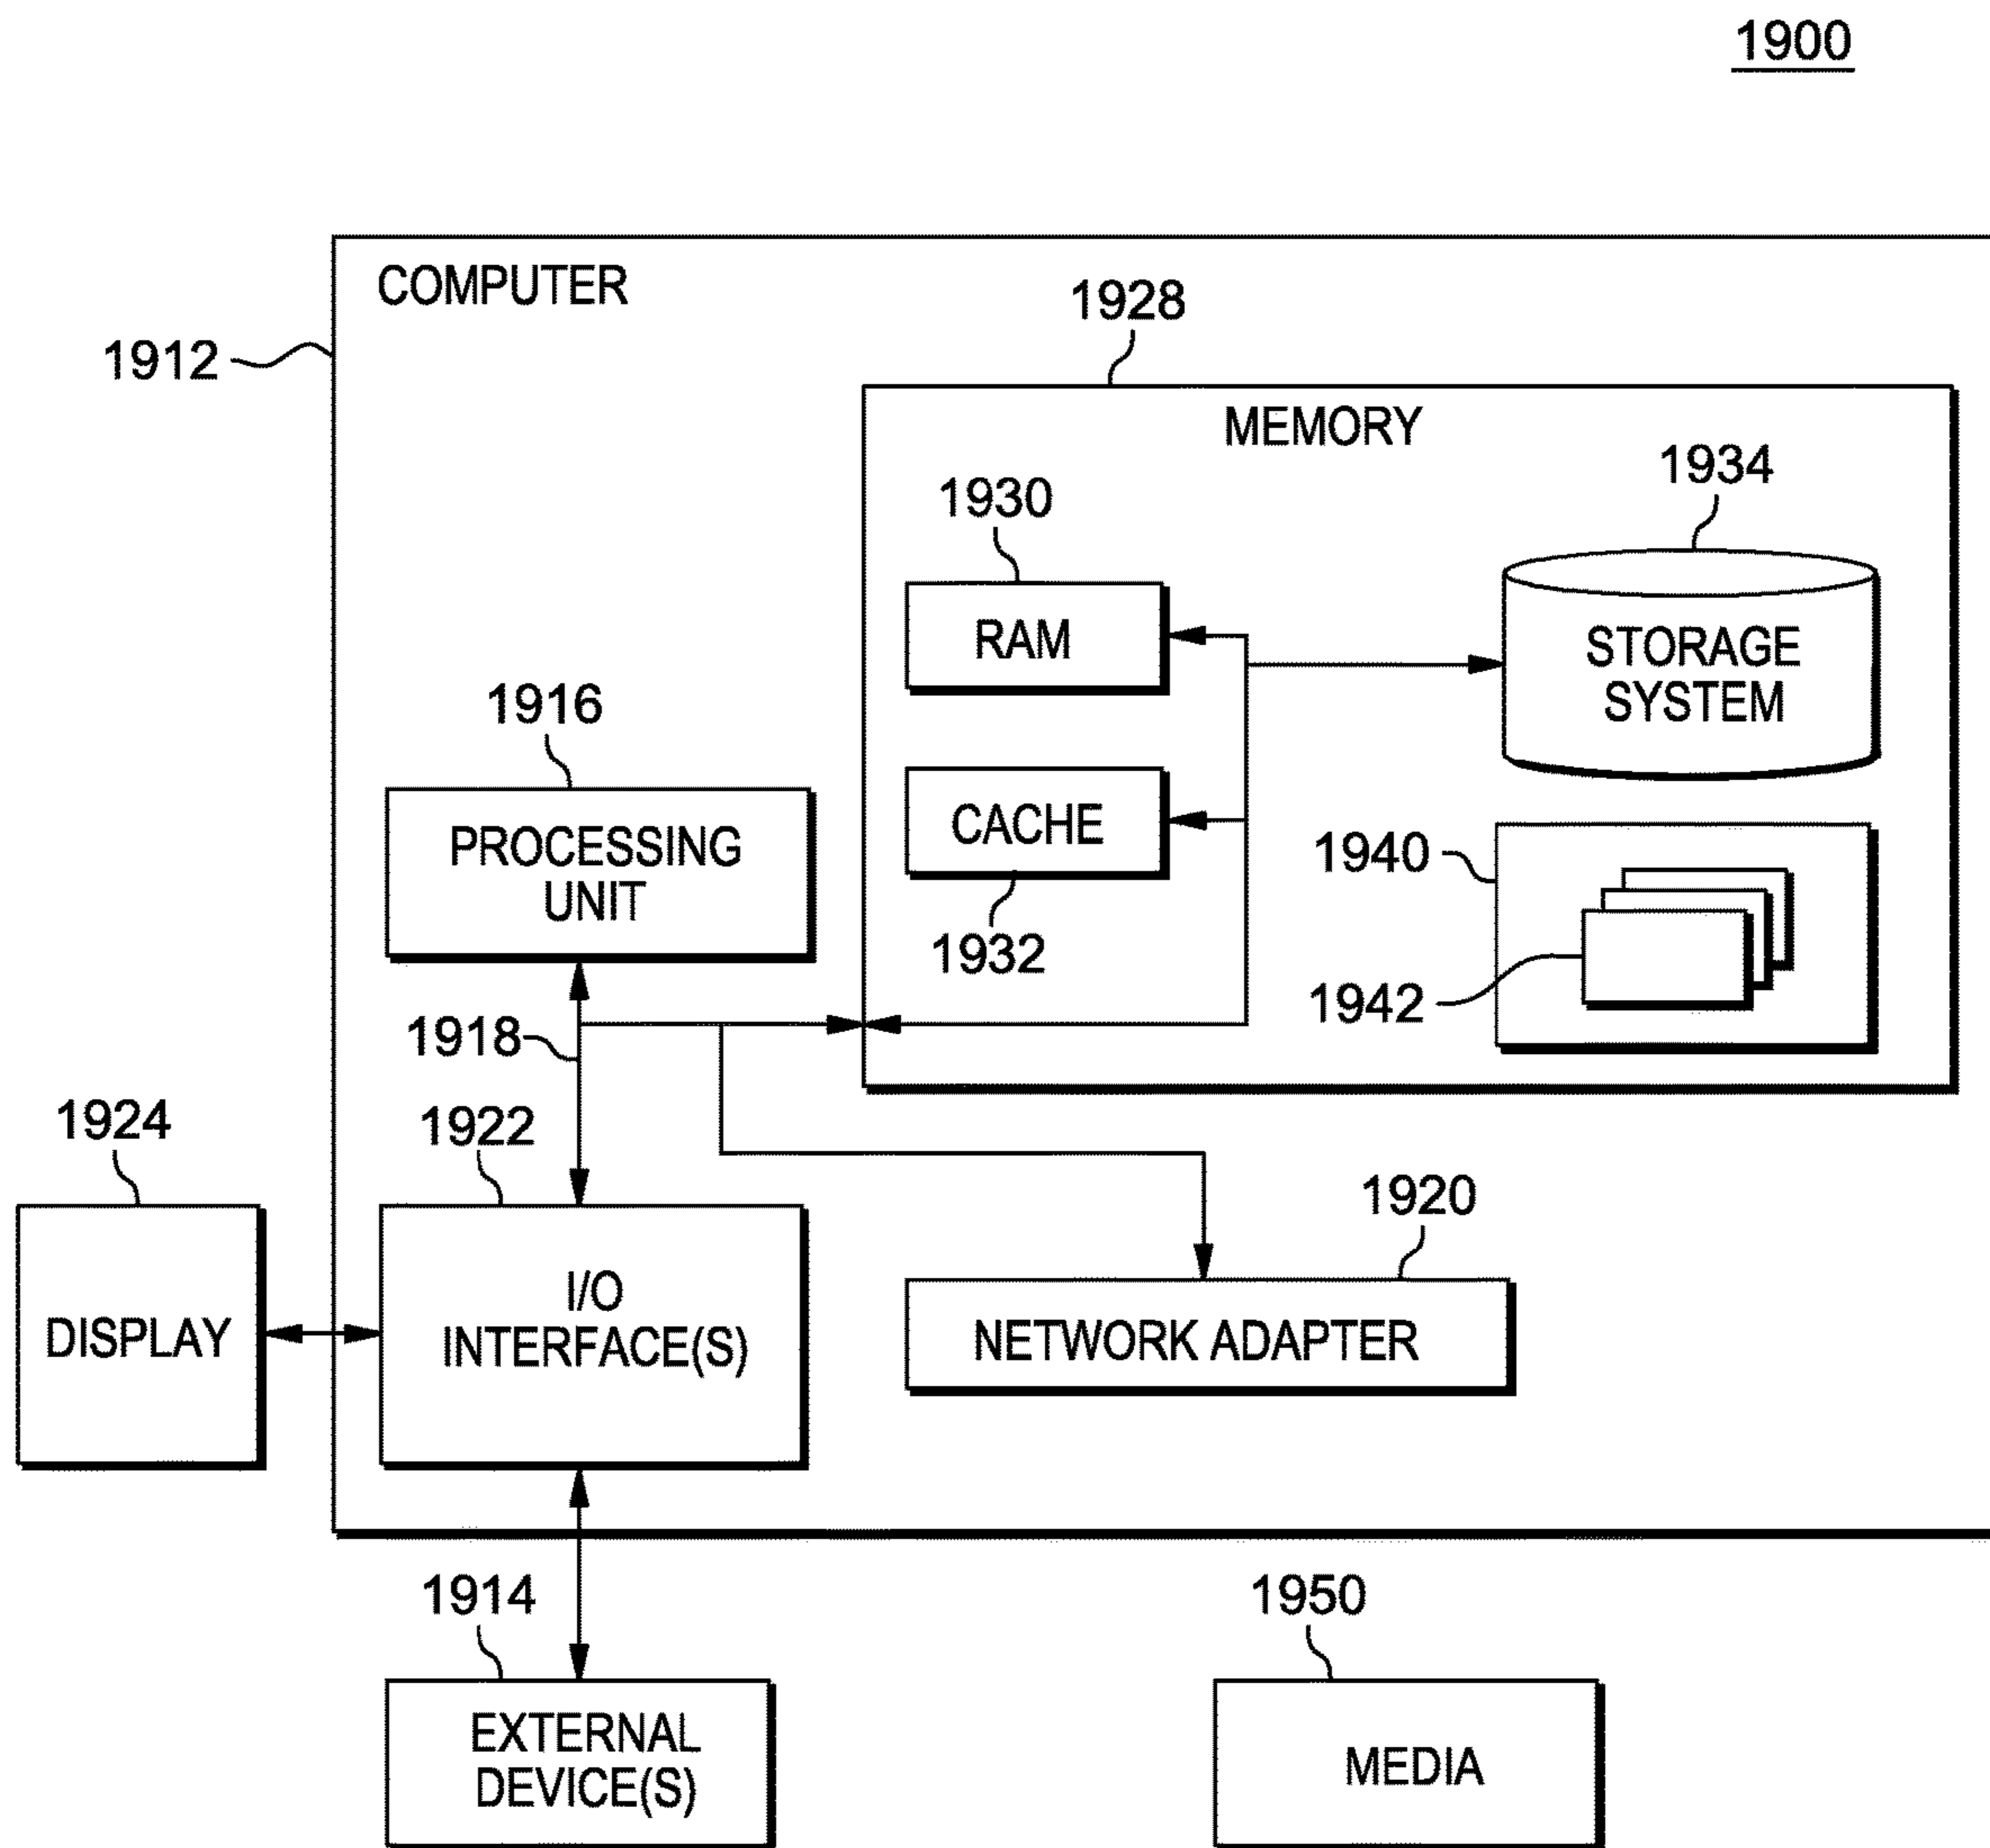 1900
COMPUTER
1912
1928
MEMORY
1930
1934
RAM
STORAGE
SYSTEM
1916
PROCESSING
UNIT
CACHE
1932
1940
1942
1918
1924
1922
DISPLAY
I/O
INTERFACE(S)
1920
NETWORK ADAPTER
1914
1950
EXTERNAL
DEVICE(S)
MEDIA